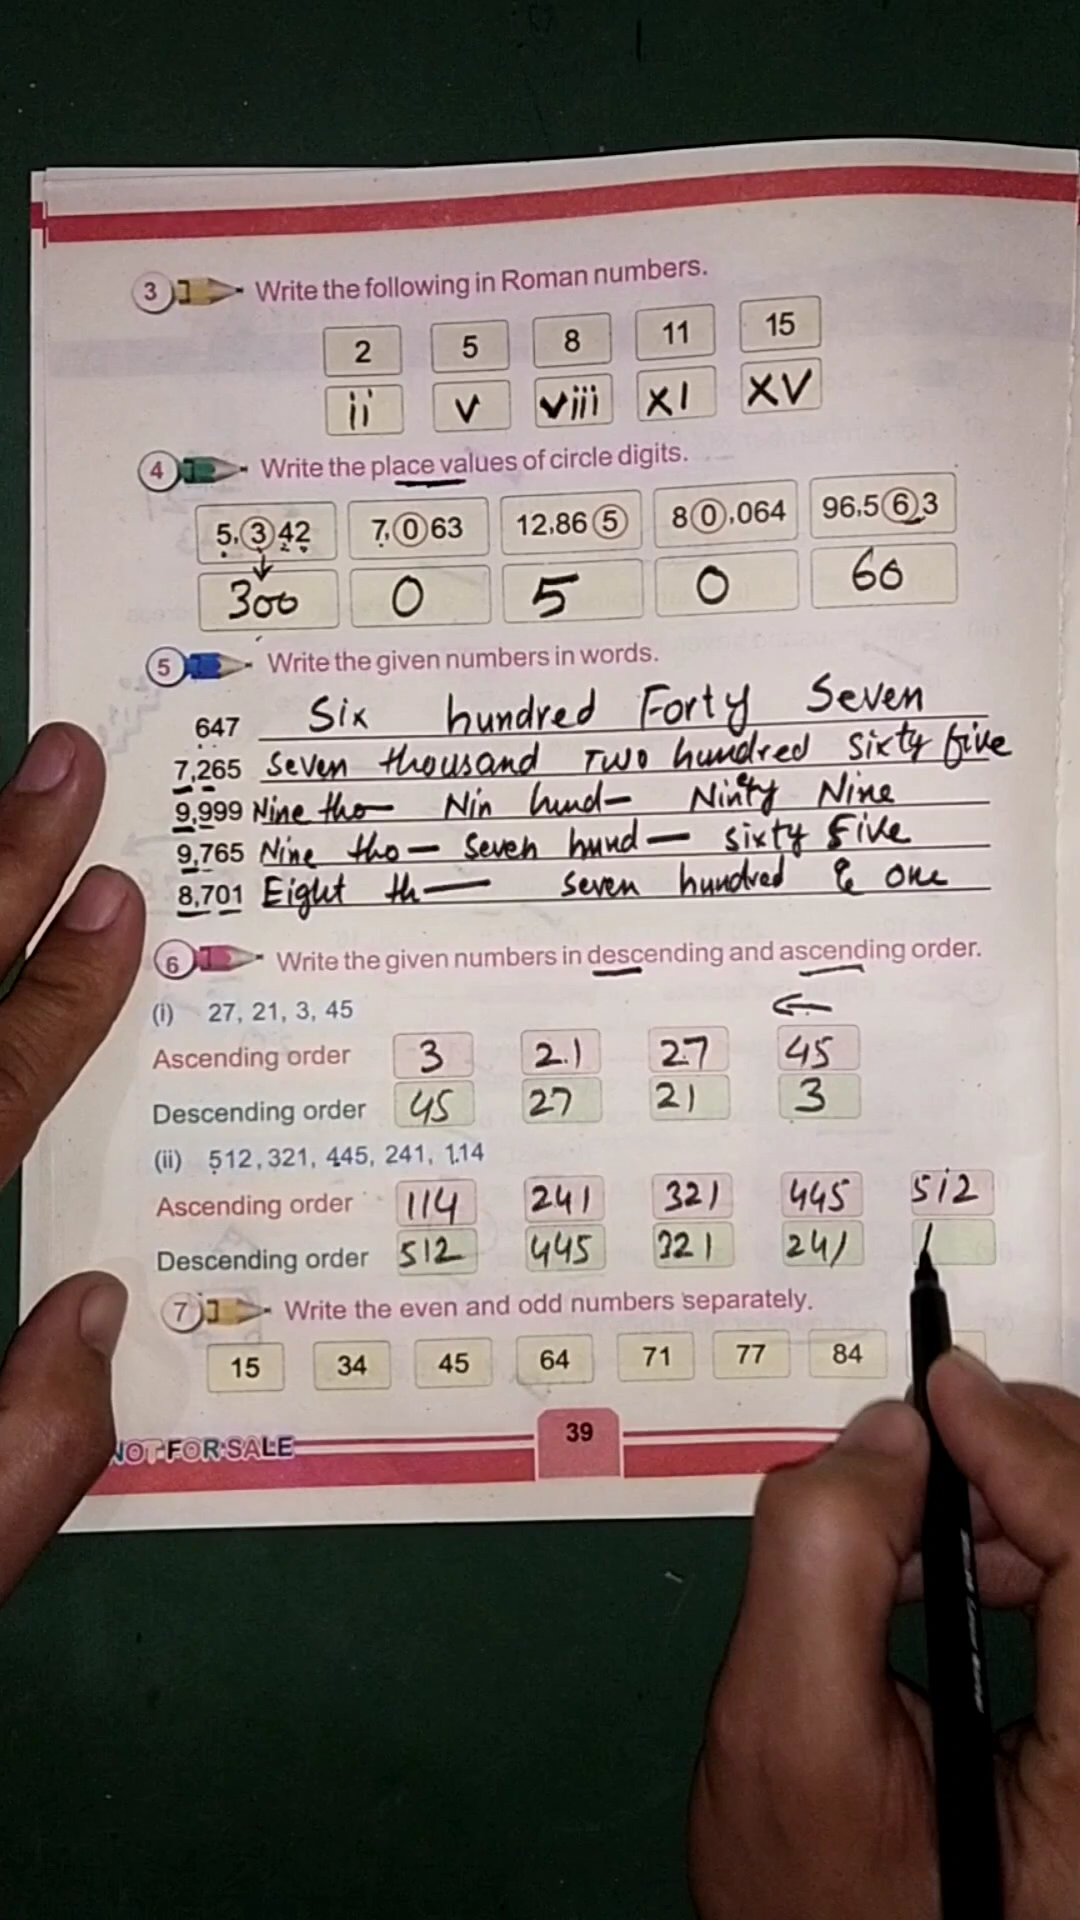 3 Write the following in Roman numbers.
2 5 8 11 15
ii v viii XI XV
4 Write the place values of circle digits.
5,342 7,063 12,865 80,064 96,563
300 0 5 0 60
5 Write the given numbers in words.
647 Six hundred Forty Seven
7,265 Seven thousand Two hundred sixty five
9,999 Nine tho— Nin hund— Ninty Nine
9,765 Nine tho— Seven hund— sixty Five
8,701 Eight th— seven hundred & one
6 Write the given numbers in descending and ascending order.
(i) 27, 21, 3, 45
Ascending order 3 21 27 45
Descending order 45 27 21 3
(ii) 512, 321, 445, 241, 114
Ascending order 114 241 321 445 512
Descending order 512 445 321 241
7 Write the even and odd numbers separately.
15 34 45 64 71 77 84
NOT FOR SALE 39